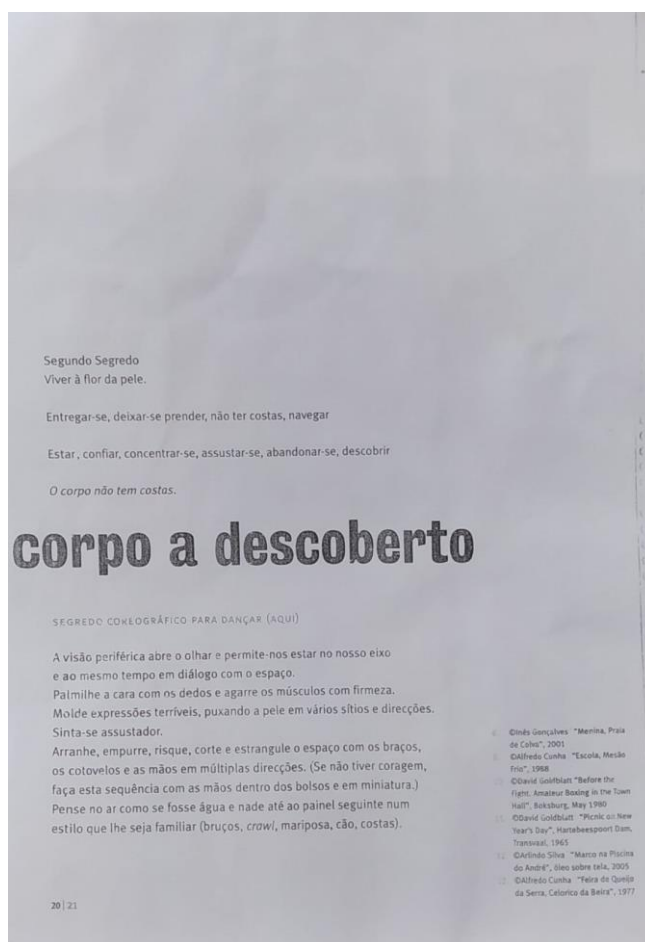 Segundo Segredo
Viver à flor da pele.
Entregar-se, deixar-se prender, não ter costas, navegar
Estar, confiar, concentrar-se, assustar-se, abandonar-se, descobrir
O corpo não tem costas.
corpo a descoberto
SEGREDO COREOGRÁFICO PARA DANÇAR (AQUI)
A visão periférica abre o olhar e permite-nos estar no nosso eixo
e ao mesmo tempo em diálogo com o espaço.
Palmilhe a cara com os dedos e agarre os músculos com firmeza.
Molde expressões terríveis, puxando a pele em vários sítios e direcções.
Sinta-se assustador.
Arranhe, empurre, risque, corte e estrangule o espaço com os braços,
os cotovelos e as mãos em múltiplas direcções. (Se não tiver coragem,
faça esta sequência com as mãos dentro dos bolsos e em miniatura.)
Pense no ar como se fosse água e nade até ao painel seguinte num
estilo que lhe seja familiar (bruços, crawl, mariposa, cão, costas).
©Inês Gonçalves "Menina, Praia
de Coiva", 2001
©Alfredo Cunha "Escola, Mesão
Frio", 1968
©David Goldblatt "Before the
Fight. Amateur Boxing in the Town
Hall", Boksburg, May 1980
©David Goldblatt "Picnic on New
Year's Day", Hartebeespoort Dam,
Transvaal, 1965
©Arlindo Silva "Marco na Piscina
do André", óleo sobre tela, 2005
©Alfredo Cunha "Feira de Queijo
da Serra, Celorico da Beira", 1977
20 | 21